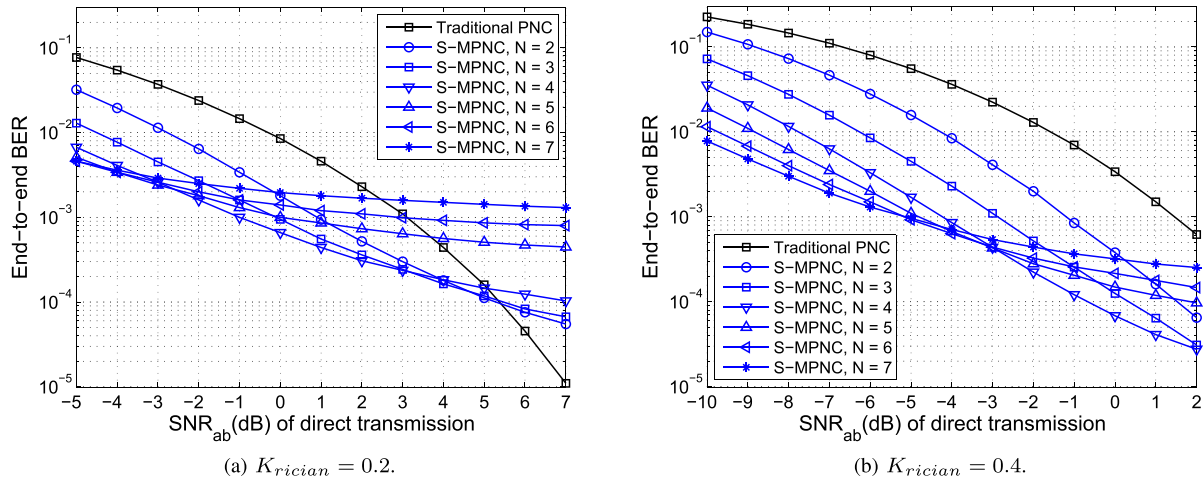 10⁻¹
10⁻²
10⁻³
10⁻⁴
10⁻⁵
End−to−end BER
Traditional PNC
S−MPNC, N = 2
S−MPNC, N = 3
S−MPNC, N = 4
S−MPNC, N = 5
S−MPNC, N = 6
S−MPNC, N = 7
−5 −4 −3 −2 −1 0 1 2 3 4 5 6 7
SNR_ab(dB) of direct transmission
(a) K_rician = 0.2.
10⁻¹
10⁻²
10⁻³
10⁻⁴
10⁻⁵
End−to−end BER
Traditional PNC
S−MPNC, N = 2
S−MPNC, N = 3
S−MPNC, N = 4
S−MPNC, N = 5
S−MPNC, N = 6
S−MPNC, N = 7
−10 −9 −8 −7 −6 −5 −4 −3 −2 −1 0 1 2
SNR_ab(dB) of direct transmission
(b) K_rician = 0.4.